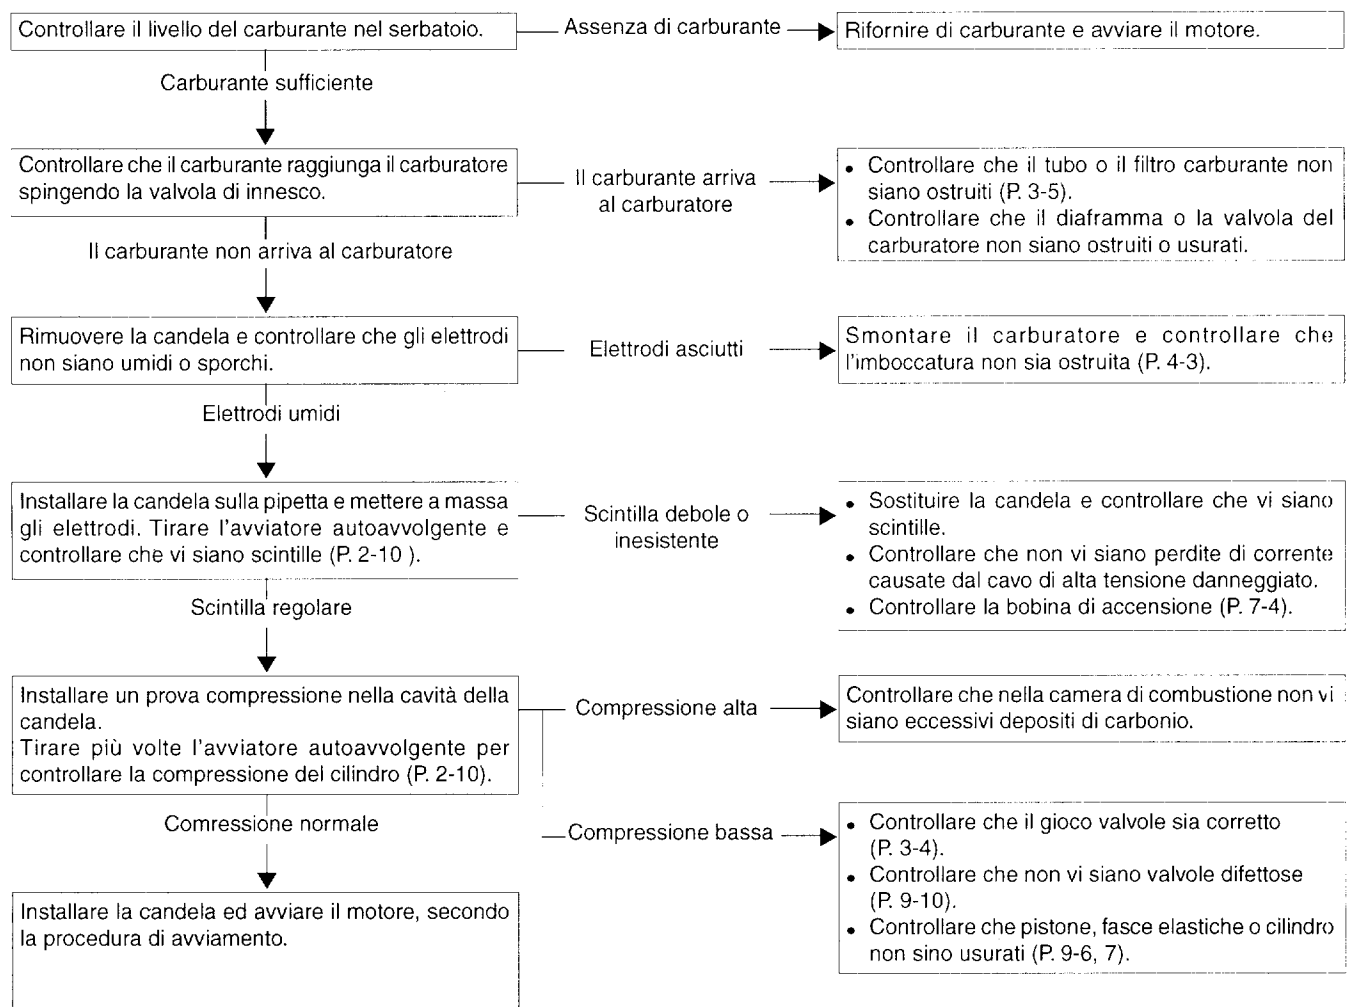 Controllare il livello del carburante nel serbatoio.
Assenza di carburante
Rifornire di carburante e avviare il motore.
Carburante sufficiente
Controllare che il carburante raggiunga il carburatore
spingendo la valvola di innesco.
Il carburante arriva
al carburatore
• Controllare che il tubo o il filtro carburante non
siano ostruiti (P. 3-5).
• Controllare che il diaframma o la valvola del
carburatore non siano ostruiti o usurati.
Il carburante non arriva al carburatore
Rimuovere la candela e controllare che gli elettrodi
non siano umidi o sporchi.
Elettrodi asciutti
Smontare il carburatore e controllare che
l'imboccatura non sia ostruita (P. 4-3).
Elettrodi umidi
Installare la candela sulla pipetta e mettere a massa
gli elettrodi. Tirare l'avviatore autoavvolgente e
controllare che vi siano scintille (P. 2-10 ).
Scintilla debole o
inesistente
• Sostituire la candela e controllare che vi siano
scintille.
• Controllare che non vi siano perdite di corrente
causate dal cavo di alta tensione danneggiato.
• Controllare la bobina di accensione (P. 7-4).
Scintilla regolare
Installare un prova compressione nella cavità della
candela.
Tirare più volte l'avviatore autoavvolgente per
controllare la compressione del cilindro (P. 2-10).
Compressione alta
Controllare che nella camera di combustione non vi
siano eccessivi depositi di carbonio.
Comressione normale
Compressione bassa
• Controllare che il gioco valvole sia corretto
(P. 3-4).
• Controllare che non vi siano valvole difettose
(P. 9-10).
• Controllare che pistone, fasce elastiche o cilindro
non sino usurati (P. 9-6, 7).
Installare la candela ed avviare il motore, secondo
la procedura di avviamento.